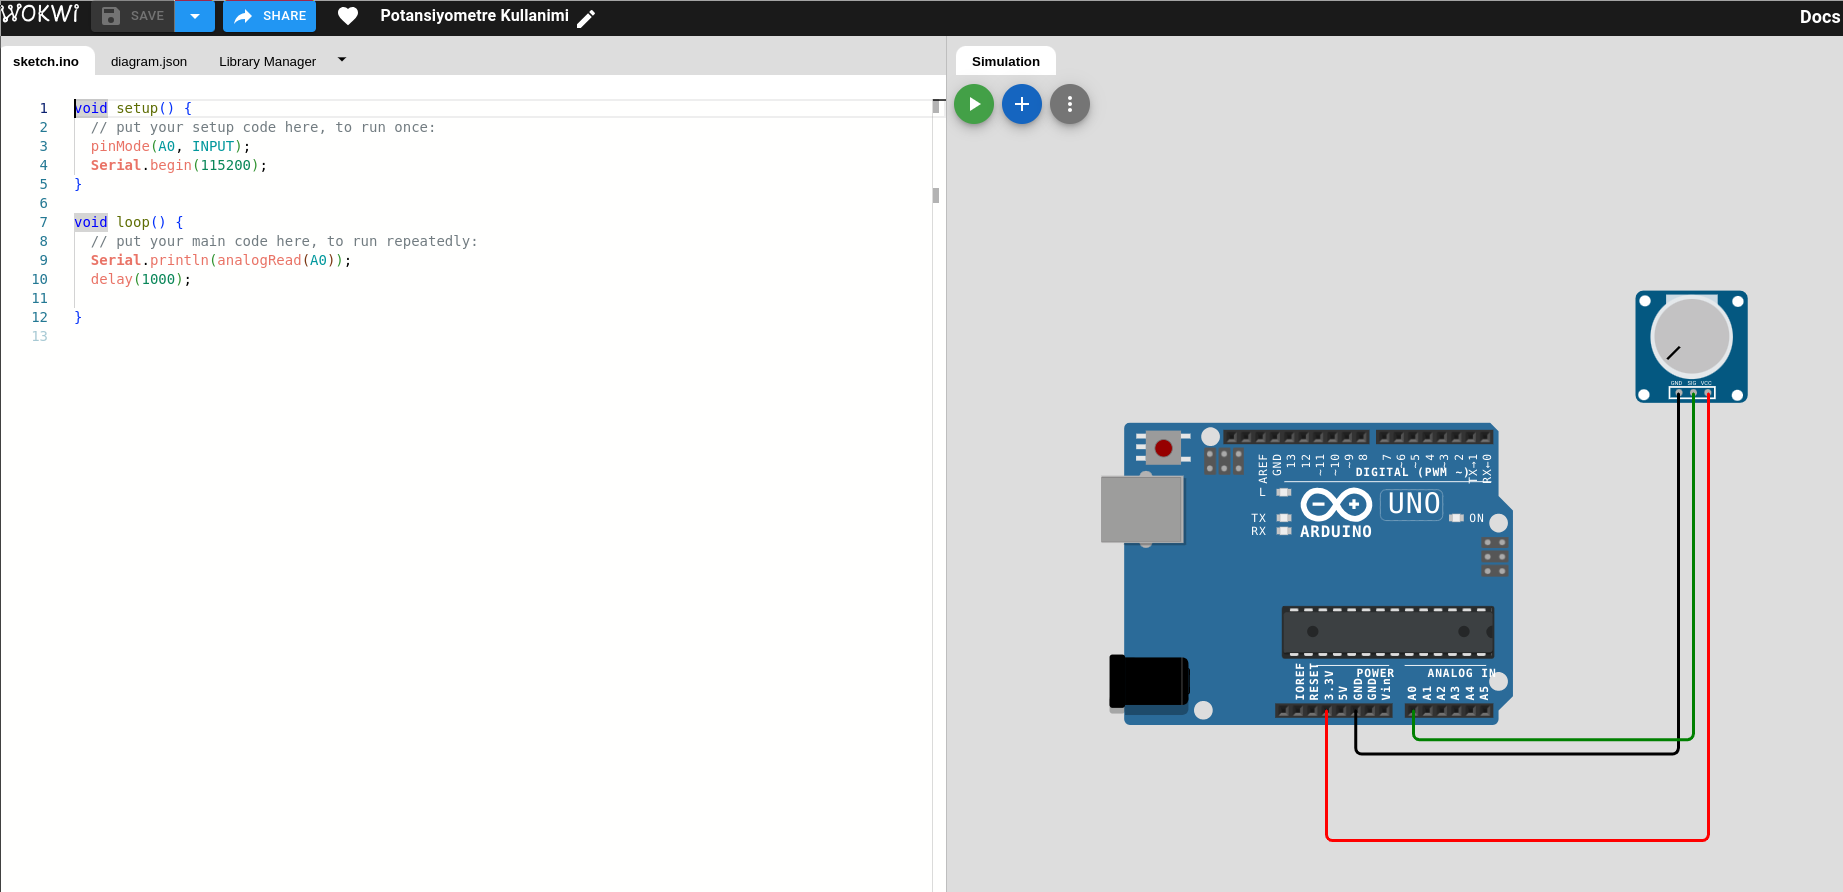 WOKWi SAVE SHARE Potansiyometre Kullanimi Docs
sketch.ino diagram.json Library Manager Simulation
1 void setup() {
2 // put your setup code here, to run once:
3 pinMode(A0, INPUT);
4 Serial.begin(115200);
5 }
6
7 void loop() {
8 // put your main code here, to run repeatedly:
9 Serial.println(analogRead(A0));
10 delay(1000);
11
12 }
13
GND SIG VCC
AREF GND 13 12 ~11 ~10 ~9 8 7 ~6 ~5 4 ~3 2 TX→1 RX←0
DIGITAL (PWM ~)
L
UNO
TX ON
RX ARDUINO
POWER ANALOG IN
IOREF RESET 3.3V 5V GND GND Vin A0 A1 A2 A3 A4 A5